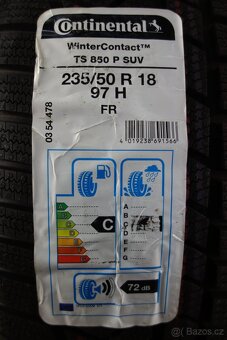 Continental
WinterContact™
TS 850 P SUV
235/50 R 18
97 H
FR
03 54 478
4 019238 691566
A
B
C
D
E
F
G
C
A
B
C
E
F
G
72 dB
bazos.cz